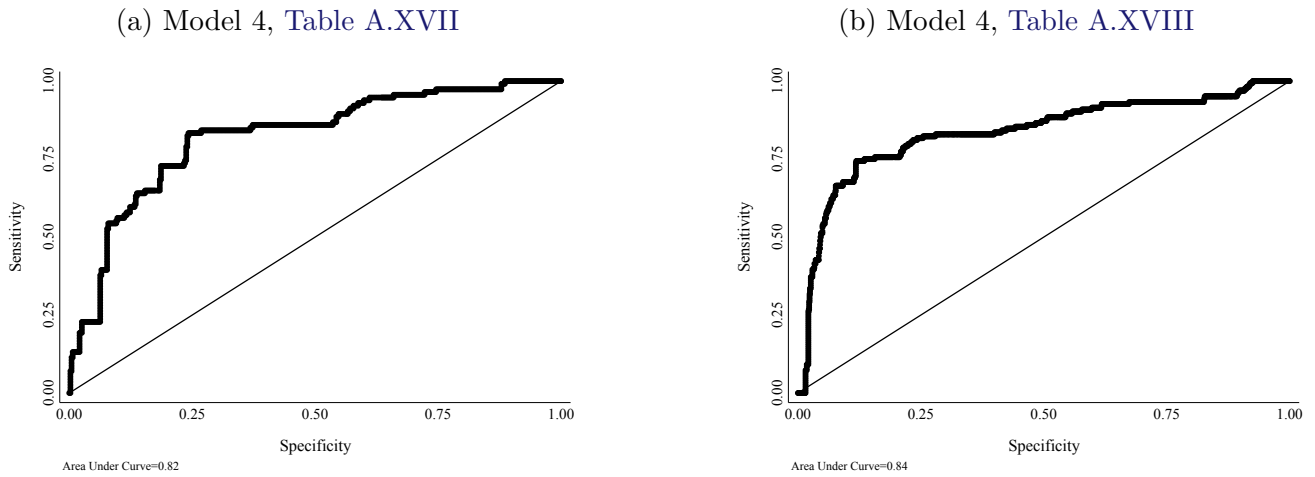 (a) Model 4, Table A.XVII
1.00
0.75
0.50
0.25
0.00
Sensitivity
0.00 0.25 0.50 0.75 1.00
Specificity
Area Under Curve=0.82
(b) Model 4, Table A.XVIII
1.00
0.75
0.50
0.25
0.00
Sensitivity
0.00 0.25 0.50 0.75 1.00
Specificity
Area Under Curve=0.84